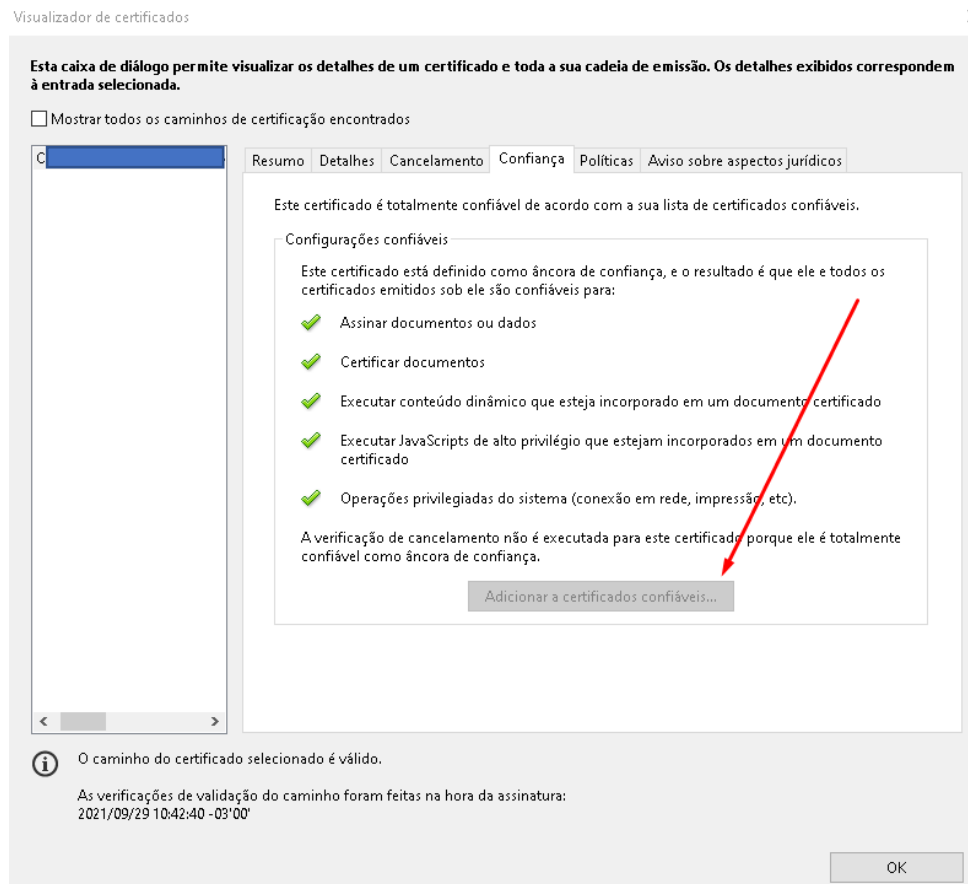 Visualizador de certificados
Esta caixa de diálogo permite visualizar os detalhes de um certificado e toda a sua cadeia de emissão. Os detalhes exibidos correspondem
à entrada selecionada.
Mostrar todos os caminhos de certificação encontrados
C
Resumo Detalhes Cancelamento Confiança Políticas Aviso sobre aspectos jurídicos
Este certificado é totalmente confiável de acordo com a sua lista de certificados confiáveis.
Configurações confiáveis
Este certificado está definido como âncora de confiança, e o resultado é que ele e todos os
certificados emitidos sob ele são confiáveis para:
Assinar documentos ou dados
Certificar documentos
Executar conteúdo dinâmico que esteja incorporado em um documento certificado
Executar JavaScripts de alto privilégio que estejam incorporados em um documento
certificado
Operações privilegiadas do sistema (conexão em rede, impressão, etc).
A verificação de cancelamento não é executada para este certificado porque ele é totalmente
confiável como âncora de confiança.
Adicionar a certificados confiáveis...
O caminho do certificado selecionado é válido.
As verificações de validação do caminho foram feitas na hora da assinatura:
2021/09/29 10:42:40 -03'00'
OK